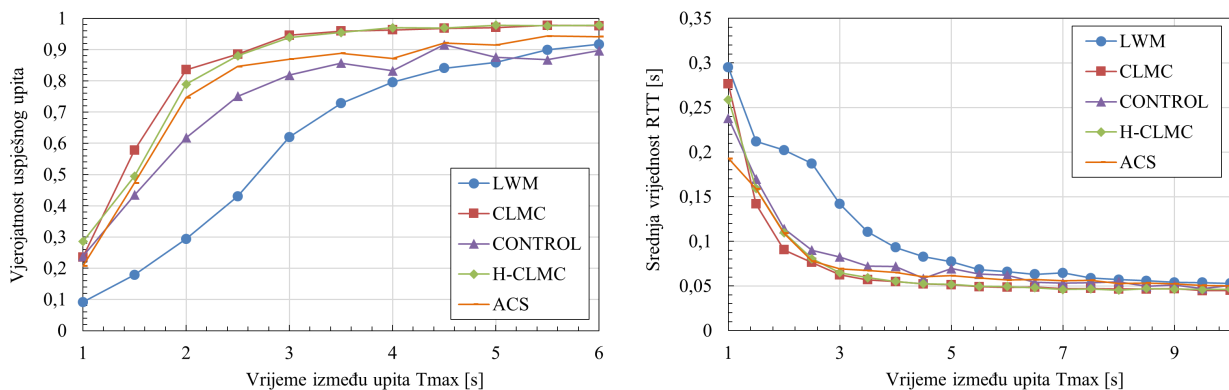 Vjerojatnost uspješnog upita
1
0,9
0,8
0,7
0,6
0,5
0,4
0,3
0,2
0,1
0
1 2 3 4 5 6
Vrijeme između upita Tmax [s]
LWM
CLMC
CONTROL
H-CLMC
ACS
Srednja vrijednost RTT [s]
0,35
0,3
0,25
0,2
0,15
0,1
0,05
0
1 3 5 7 9
Vrijeme između upita Tmax [s]
LWM
CLMC
CONTROL
H-CLMC
ACS